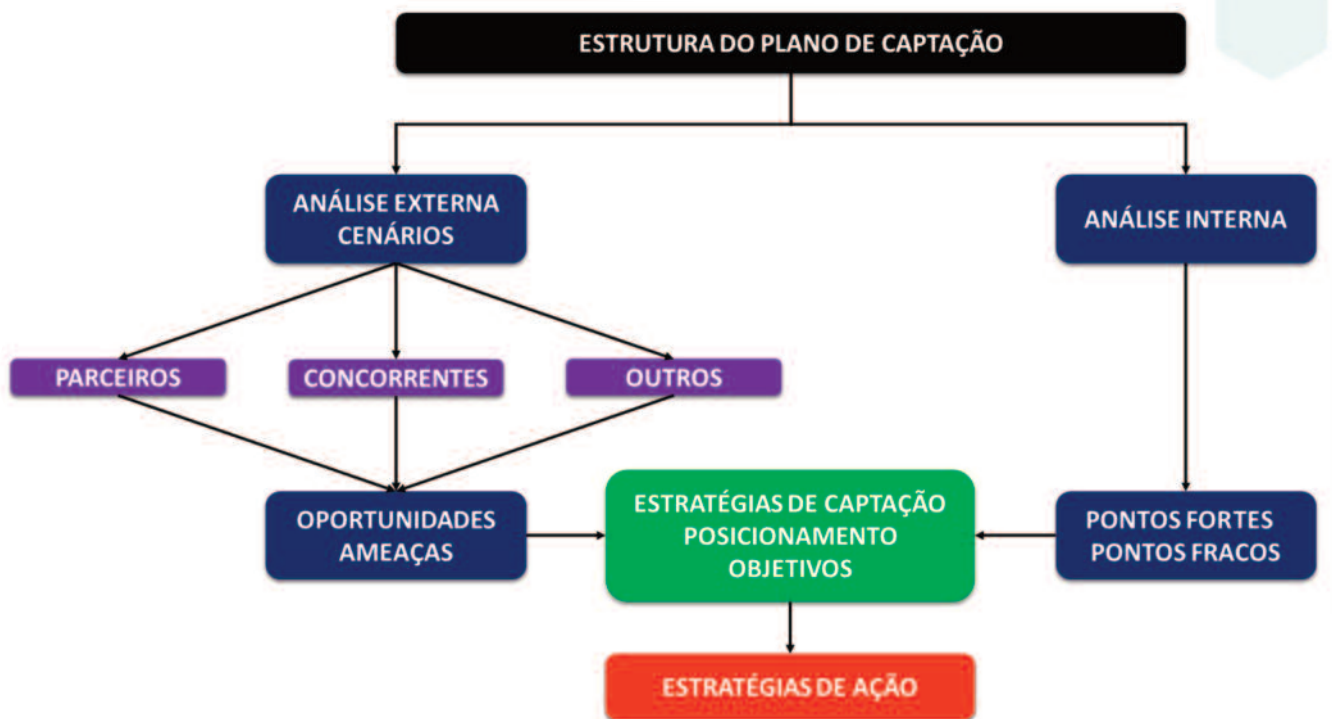 ESTRUTURA DO PLANO DE CAPTAÇÃO
ANÁLISE EXTERNA
CENÁRIOS
ANÁLISE INTERNA
PARCEIROS
CONCORRENTES
OUTROS
OPORTUNIDADES
AMEAÇAS
ESTRATÉGIAS DE CAPTAÇÃO
POSICIONAMENTO
OBJETIVOS
PONTOS FORTES
PONTOS FRACOS
ESTRATÉGIAS DE AÇÃO